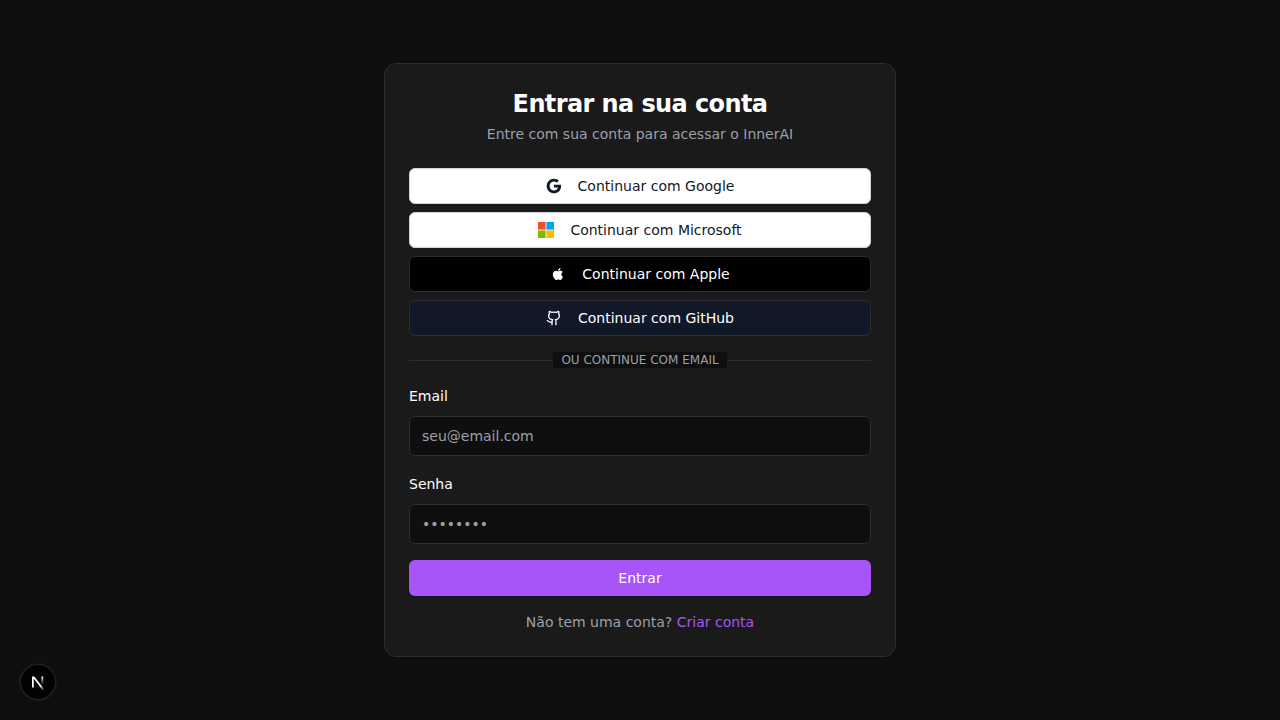 Entrar na sua conta
Entre com sua conta para acessar o InnerAI
Continuar com Google
Continuar com Microsoft
Continuar com Apple
Continuar com GitHub
OU CONTINUE COM EMAIL
Email
seu@email.com
Senha
••••••••
Entrar
Não tem uma conta? Criar conta